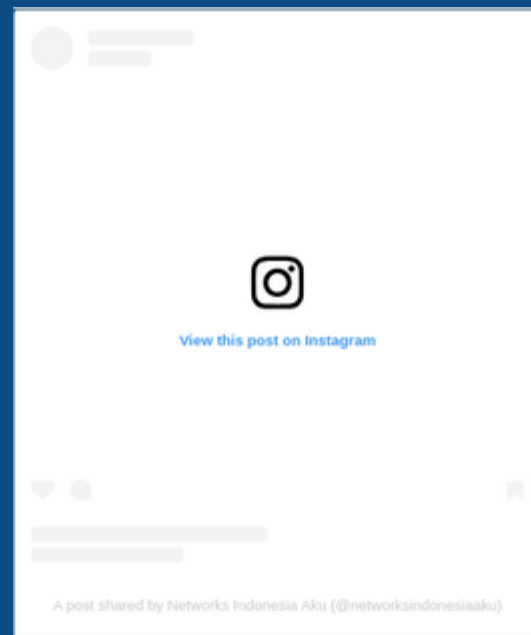 View this post on Instagram
A post shared by Networks Indonesia Aku (@networksindonesiaaku)